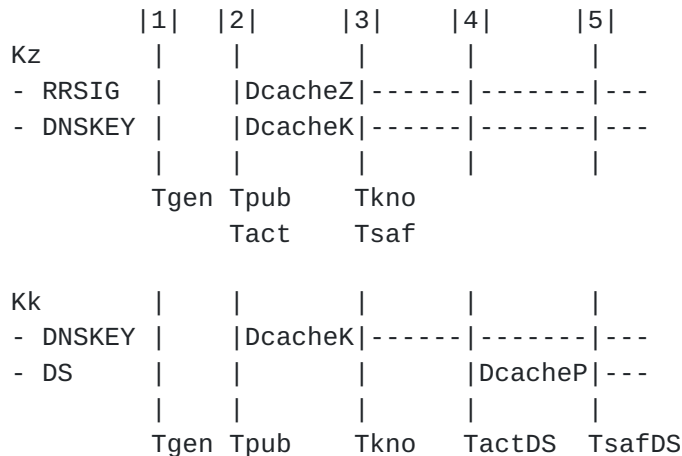 |1|   |2|       |3|     |4|      |5|
Kz         |     |         |       |        |
- RRSIG    |     |DcacheZ|------|-------|---
- DNSKEY   |     |DcacheK|------|-------|---
           |     |         |       |        |
          Tgen Tpub      Tkno
               Tact      Tsaf
Kk         |     |         |       |        |
- DNSKEY   |     |DcacheK|------|-------|---
- DS       |     |         |       |DcacheP|---
           |     |         |       |        |
          Tgen Tpub      Tkno    TactDS   TsafDS